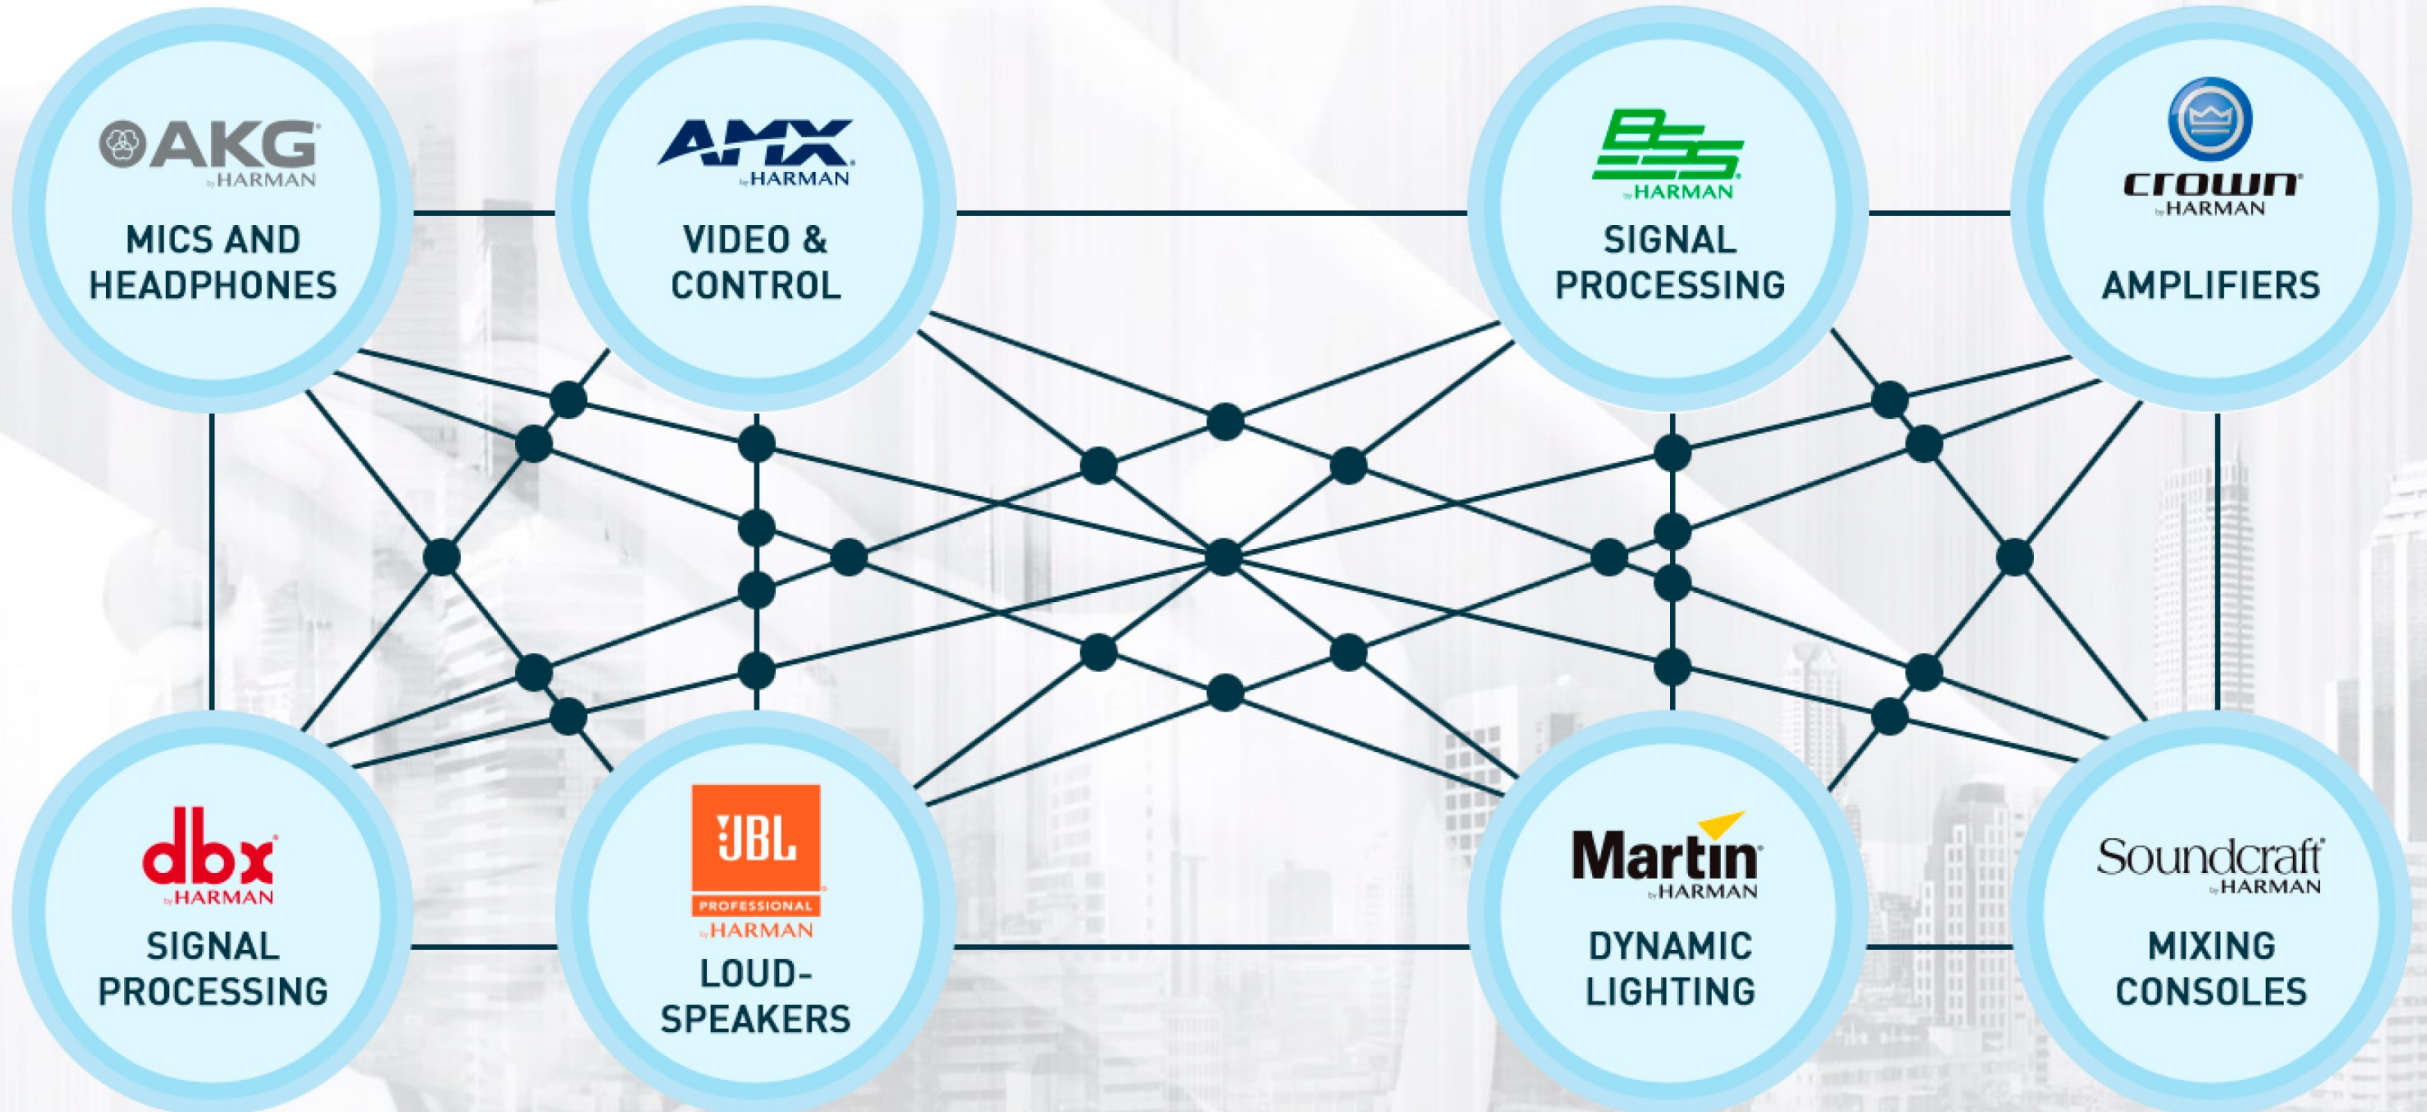 AKG
by HARMAN
MICS AND
HEADPHONES
AMX
by HARMAN
VIDEO &
CONTROL
BSS
by HARMAN
SIGNAL
PROCESSING
crown
by HARMAN
AMPLIFIERS
dbx
by HARMAN
SIGNAL
PROCESSING
JBL
PROFESSIONAL
by HARMAN
LOUD-
SPEAKERS
Martin
by HARMAN
DYNAMIC
LIGHTING
Soundcraft
by HARMAN
MIXING
CONSOLES